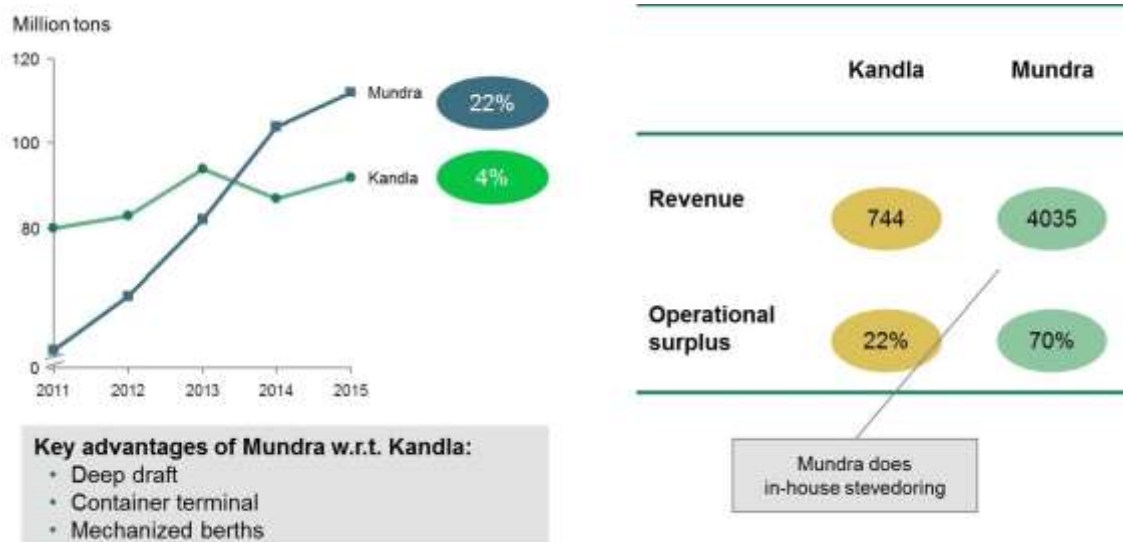 Million tons
120
100
80
0
2011 2012 2013 2014 2015
Mundra
Kandla
22%
4%
Key advantages of Mundra w.r.t. Kandla:
• Deep draft
• Container terminal
• Mechanized berths
Kandla Mundra
Revenue 744 4035
Operational
surplus 22% 70%
Mundra does
in-house stevedoring